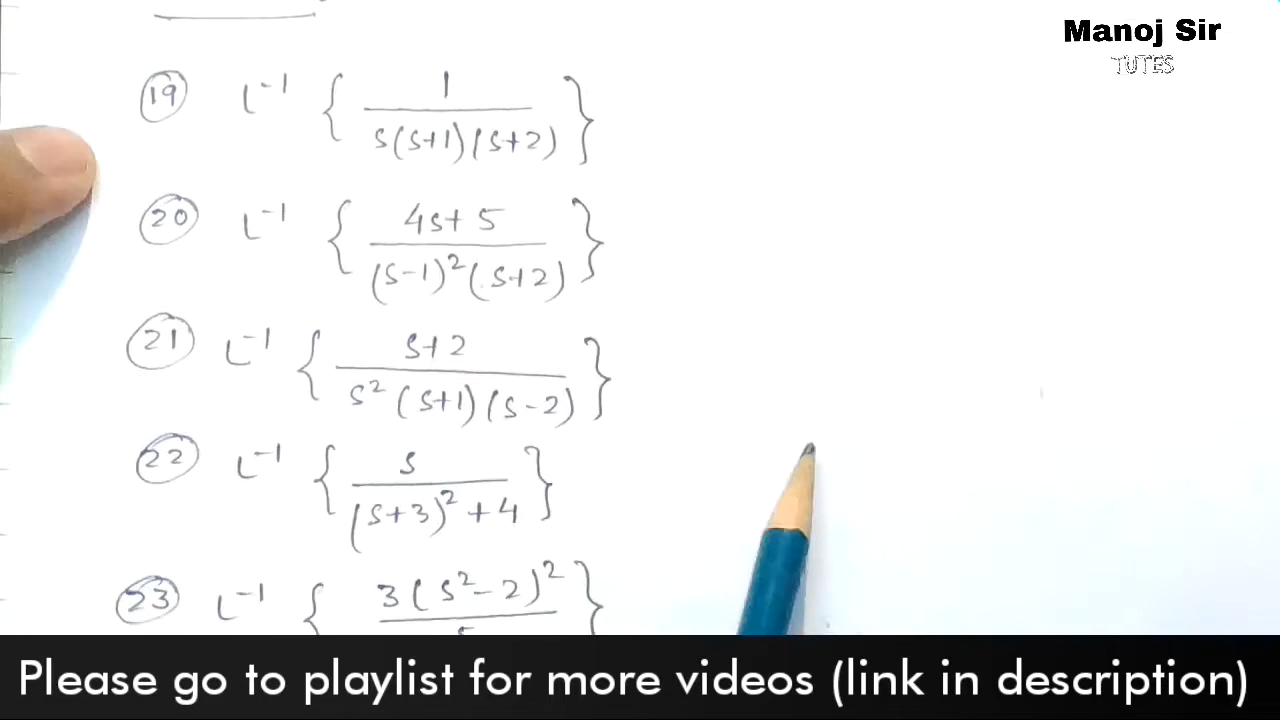 Manoj Sir
TUTES
(19) L⁻¹ { 1 / s(s+1)(s+2) }
(20) L⁻¹ { 4s+5 / (s-1)²(s+2) }
(21) L⁻¹ { s+2 / s²(s+1)(s-2) }
(22) L⁻¹ { s / (s+3)²+4 }
(23) L⁻¹ { 3(s²-2)² / }
Please go to playlist for more videos (link in description)